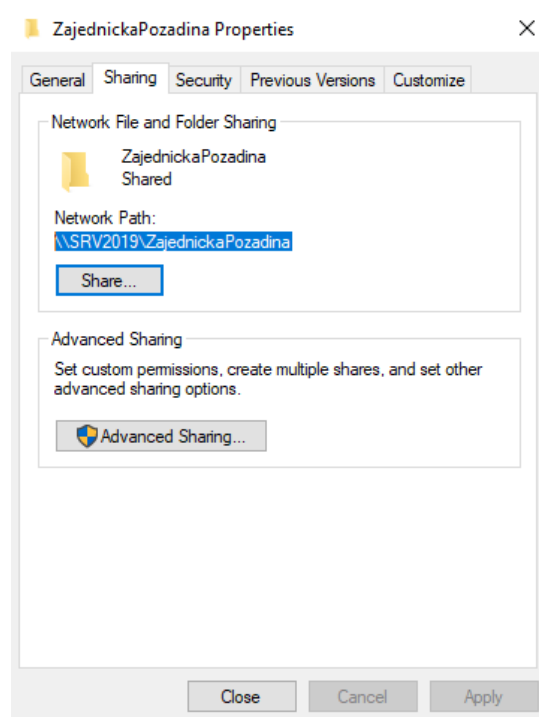 ZajednickaPozadina Properties
General Sharing Security Previous Versions Customize
Network File and Folder Sharing
ZajednickaPozadina
Shared
Network Path:
\\SRV2019\ZajednickaPozadina
Share...
Advanced Sharing
Set custom permissions, create multiple shares, and set other
advanced sharing options.
Advanced Sharing...
Close Cancel Apply